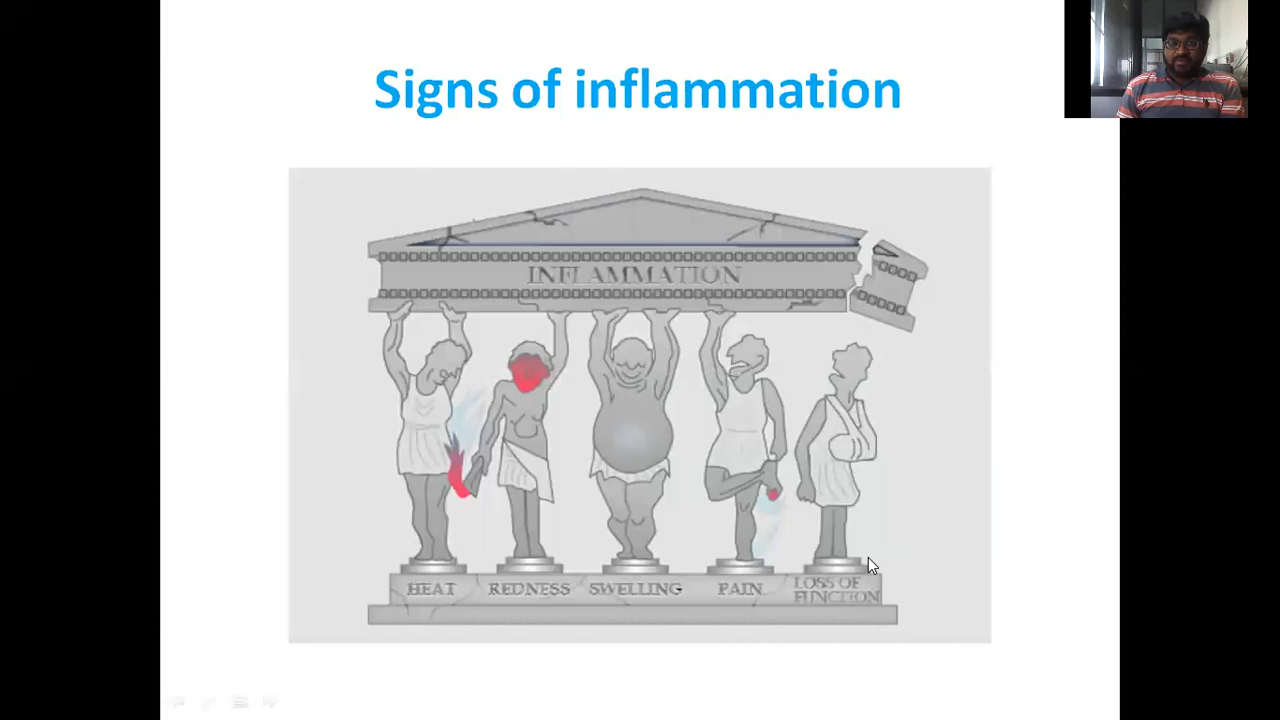 Signs of inflammation
INFLAMMATION
HEAT
REDNESS
SWELLING
PAIN
LOSS OF
FUNCTION